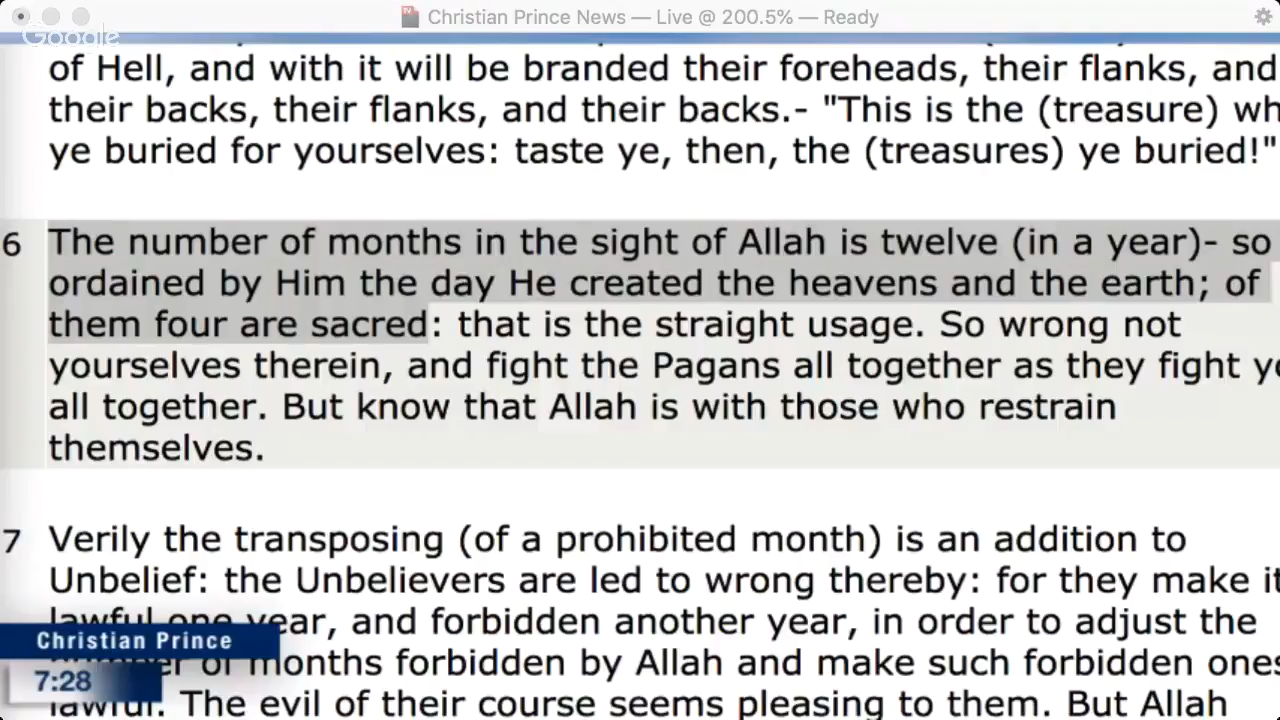 Christian Prince News — Live @ 200.5% — Ready
Google
of Hell, and with it will be branded their foreheads, their flanks, and
their backs, their flanks, and their backs.- "This is the (treasure) wh
ye buried for yourselves: taste ye, then, the (treasures) ye buried!"
6 The number of months in the sight of Allah is twelve (in a year)- so
ordained by Him the day He created the heavens and the earth; of
them four are sacred: that is the straight usage. So wrong not
yourselves therein, and fight the Pagans all together as they fight
all together. But know that Allah is with those who restrain
themselves.
7 Verily the transposing (of a prohibited month) is an addition to
Unbelief: the Unbelievers are led to wrong thereby: for they make it
lawful one year, and forbidden another year, in order to adjust the
of months forbidden by Allah and make such forbidden ones
lawful. The evil of their course seems pleasing to them. But Allah
Christian Prince
7:28